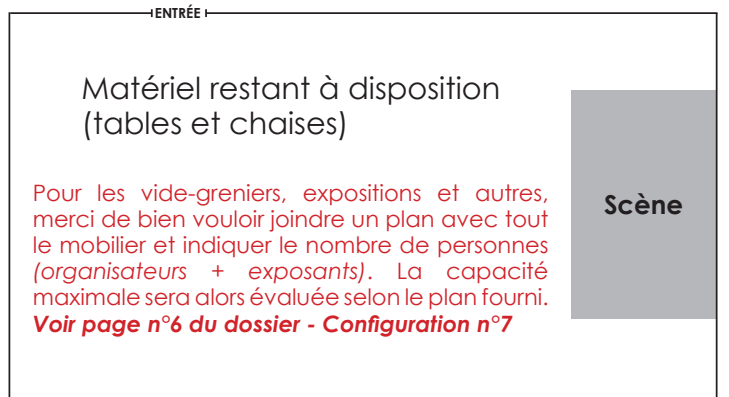 ENTRÉE
Matériel restant à disposition
(tables et chaises)
Pour les vide-greniers, expositions et autres,
merci de bien vouloir joindre un plan avec tout
le mobilier et indiquer le nombre de personnes
(organisateurs + exposants). La capacité
maximale sera alors évaluée selon le plan fourni.
Voir page n°6 du dossier - Configuration n°7
Scène